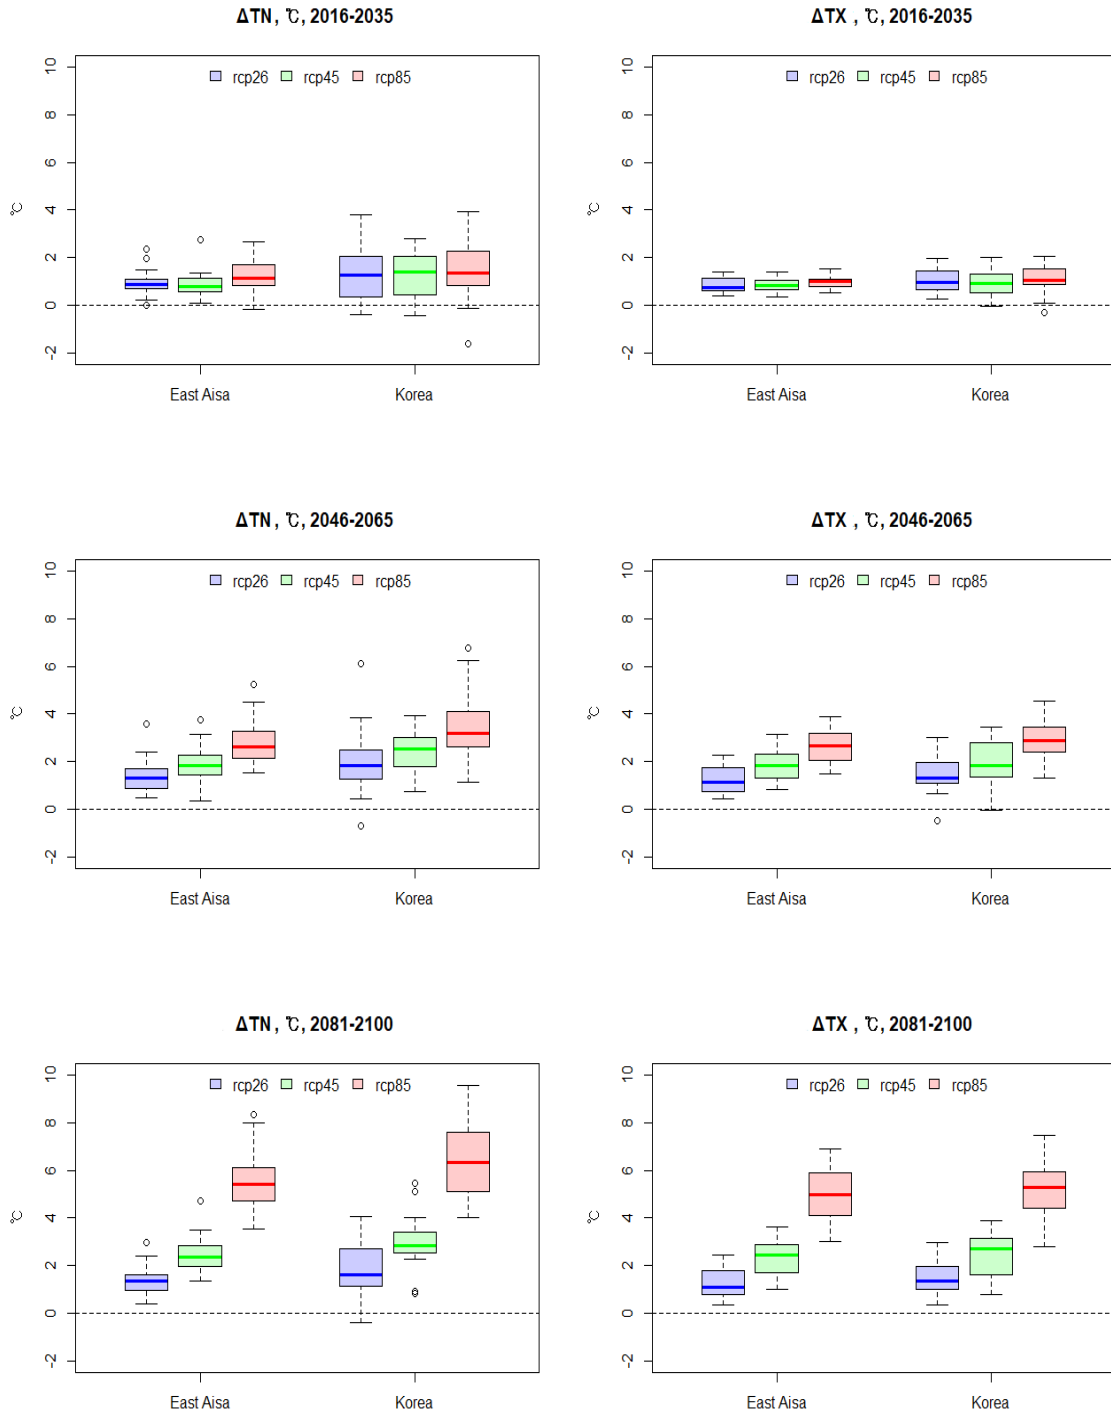 ΔTN, ℃, 2016-2035
10
8
6
4
2
0
-2
℃
rcp26 rcp45 rcp85
East Aisa Korea
ΔTX , ℃, 2016-2035
10
8
6
4
2
0
-2
℃
rcp26 rcp45 rcp85
East Aisa Korea
ΔTN, ℃, 2046-2065
10
8
6
4
2
0
-2
℃
rcp26 rcp45 rcp85
East Aisa Korea
ΔTX , ℃, 2046-2065
10
8
6
4
2
0
-2
℃
rcp26 rcp45 rcp85
East Aisa Korea
ΔTN, ℃, 2081-2100
10
8
6
4
2
0
-2
℃
rcp26 rcp45 rcp85
East Aisa Korea
ΔTX , ℃, 2081-2100
10
8
6
4
2
0
-2
℃
rcp26 rcp45 rcp85
East Aisa Korea